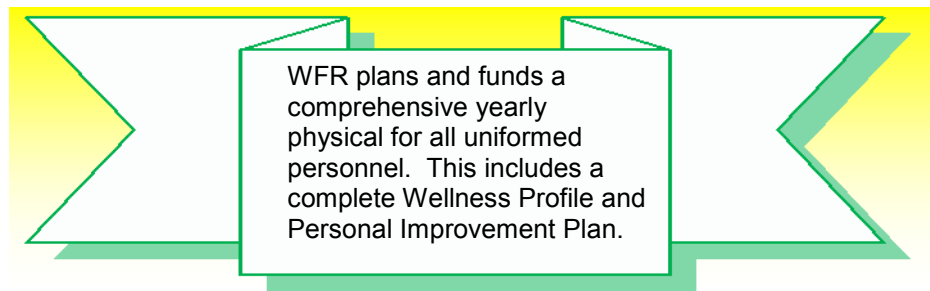 WFR plans and funds a
comprehensive yearly
physical for all uniformed
personnel.  This includes a
complete Wellness Profile and
Personal Improvement Plan.